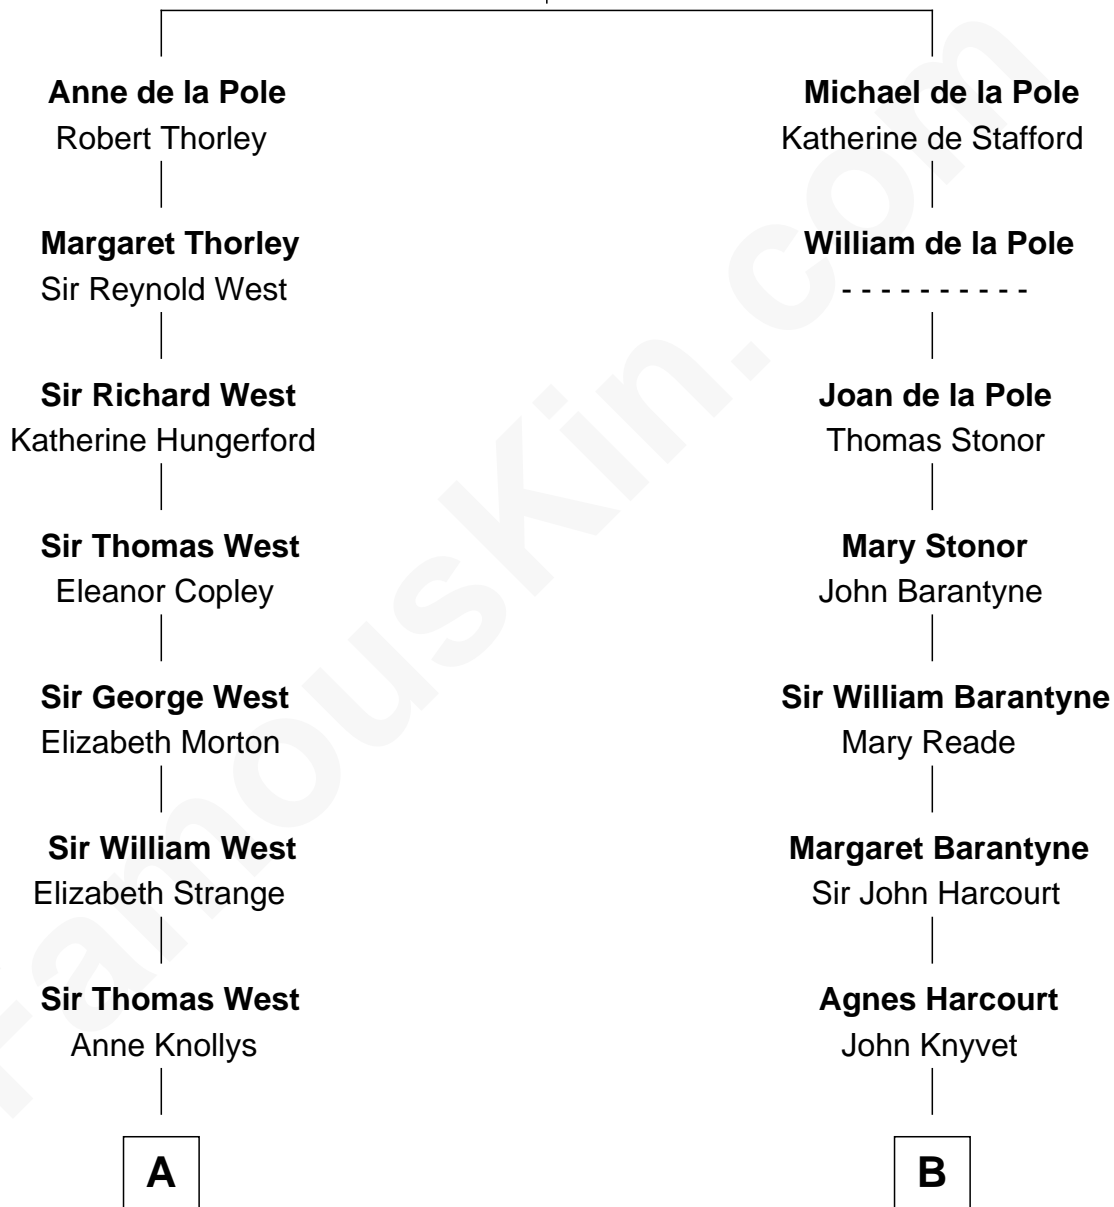 Anne de la Pole
Robert Thorley
Margaret Thorley
Sir Reynold West
Sir Richard West
Katherine Hungerford
Sir Thomas West
Eleanor Copley
Sir George West
Elizabeth Morton
Sir William West
Elizabeth Strange
Sir Thomas West
Anne Knollys
A
Michael de la Pole
Katherine de Stafford
William de la Pole
- - - - - - - - - -
Joan de la Pole
Thomas Stonor
Mary Stonor
John Barantyne
Sir William Barantyne
Mary Reade
Margaret Barantyne
Sir John Harcourt
Agnes Harcourt
John Knyvet
B
FamousKin.com